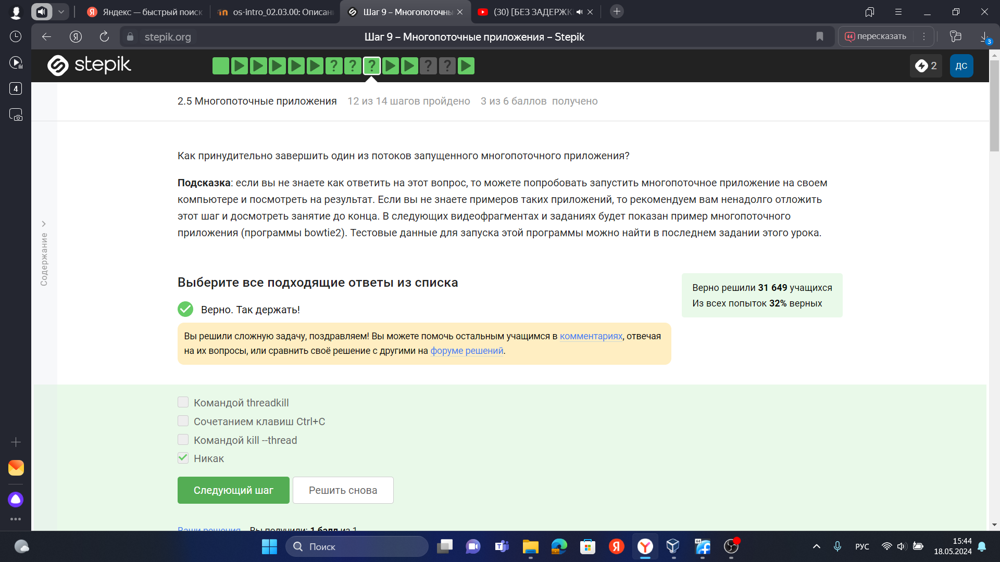 Яндекс — быстрый поиск
os-intro_02.03.00: Описани
Шаг 9 – Многопоточны
(30) [БЕЗ ЗАДЕРЖК
stepik.org
Шаг 9 – Многопоточные приложения – Stepik
пересказать
3
stepik
2
ДС
4
2.5 Многопоточные приложения 12 из 14 шагов пройдено 3 из 6 баллов получено
Как принудительно завершить один из потоков запущенного многопоточного приложения?
Подсказка: если вы не знаете как ответить на этот вопрос, то можете попробовать запустить многопоточное приложение на своем
компьютере и посмотреть на результат. Если вы не знаете примеров таких приложений, то рекомендуем вам ненадолго отложить
этот шаг и досмотреть занятие до конца. В следующих видеофрагментах и заданиях будет показан пример многопоточного
приложения (программы bowtie2). Тестовые данные для запуска этой программы можно найти в последнем задании этого урока.
Содержание
Выберите все подходящие ответы из списка
Верно решили 31 649 учащихся
Из всех попыток 32% верных
Верно. Так держать!
Вы решили сложную задачу, поздравляем! Вы можете помочь остальным учащимся в комментариях, отвечая
на их вопросы, или сравнить своё решение с другими на форуме решений.
Командой threadkill
Сочетанием клавиш Ctrl+C
Командой kill --thread
Никак
Следующий шаг
Решить снова
Ваши решения Вы получили: 1 балл из 1
Поиск
РУС
15:44
18.05.2024